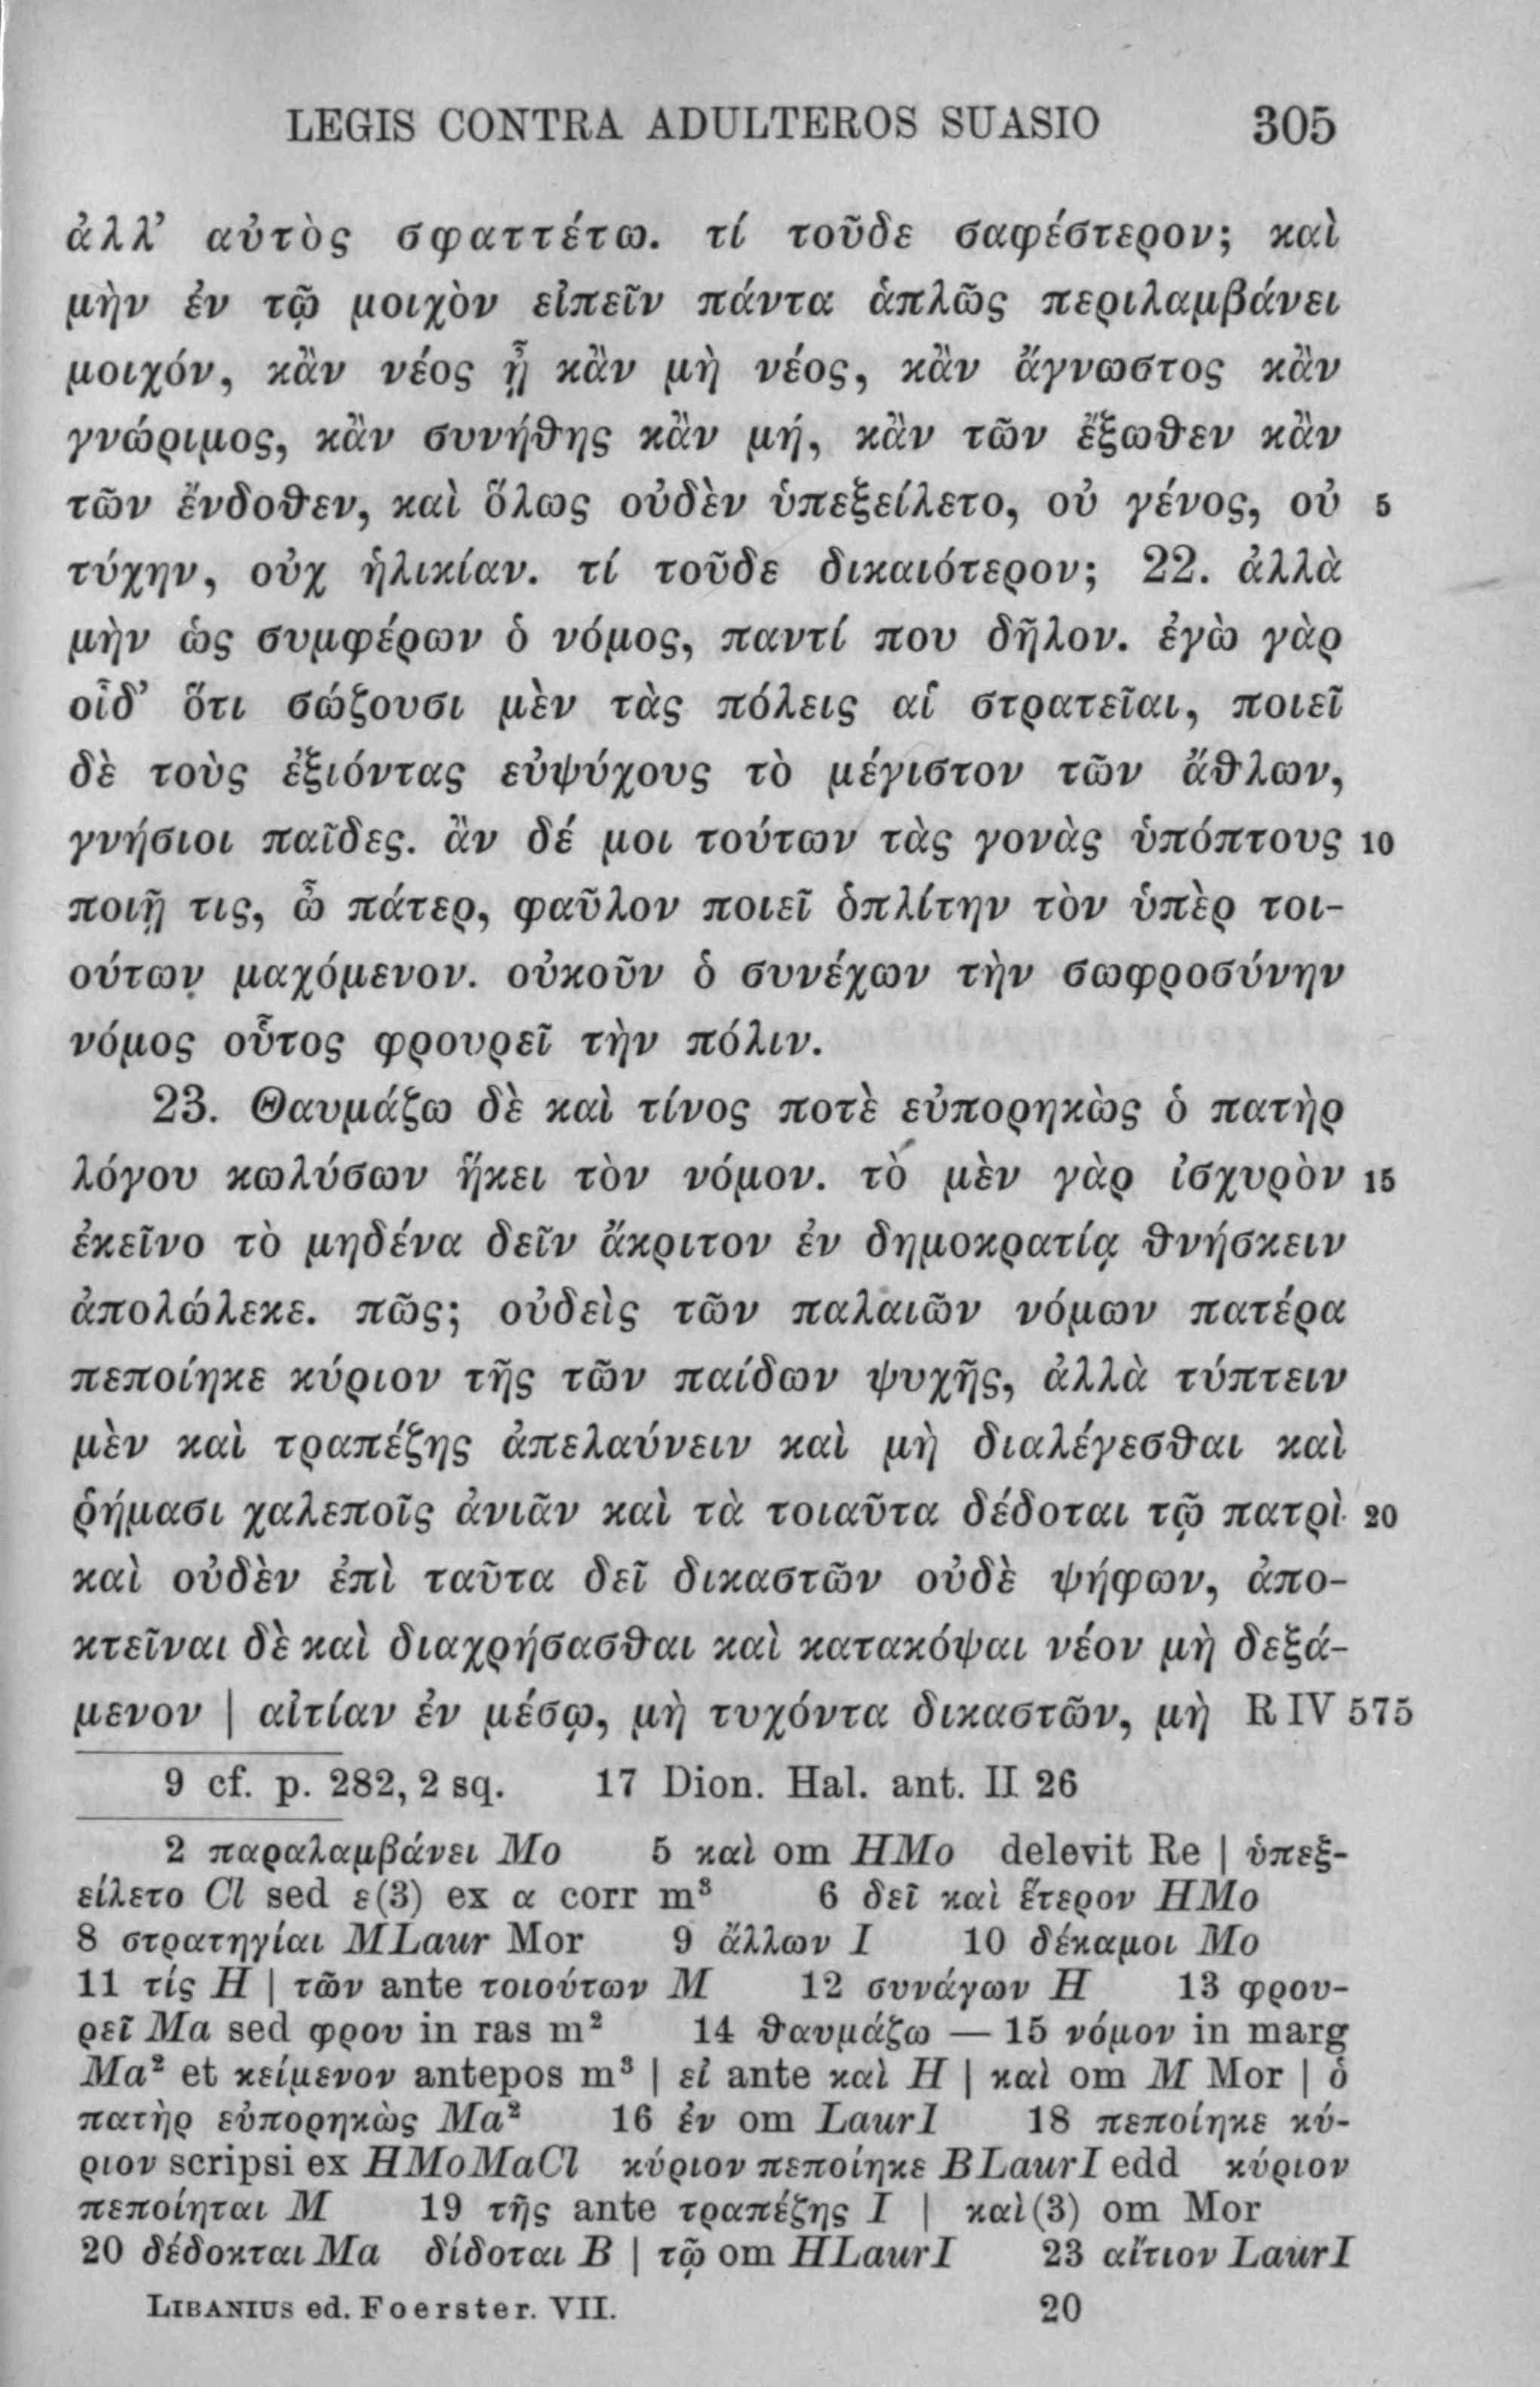 LEGIS CONTRA ADULTEROS SUASIO 305
ἀλλ’ αὐτὸς σφαττέτω. τί τοῦδε σαφέστερον; καὶ
μὴν ἐν τῷ μοιχὸν εἰπεῖν πάντα ἁπλῶς περιλαμβάνει
μοιχόν, κἂν νέος ᾖ κἂν μὴ νέος, κἂν ἄγνωστος κἂν
γνώριμος, κἂν συνήθης κἂν μή, κἂν τῶν ἔξωθεν κἂν
τῶν ἔνδοθεν, καὶ ὅλως οὐδὲν ὑπεξείλετο, οὐ γένος, οὐ 5
τύχην, οὐχ ἡλικίαν. τί τοῦδε δικαιότερον; 22. ἀλλὰ
μὴν ὡς συμφέρων ὁ νόμος, παντί που δῆλον. ἐγὼ γὰρ
οἶδ’ ὅτι σώζουσι μὲν τὰς πόλεις αἱ στρατεῖαι, ποιεῖ
δὲ τοὺς ἐξιόντας εὐψύχους τὸ μέγιστον τῶν ἄθλων,
γνήσιοι παῖδες. ἂν δέ μοι τούτων τὰς γονὰς ὑπόπτους 10
ποιῇ τις, ὦ πάτερ, φαῦλον ποιεῖ ὁπλίτην τὸν ὑπὲρ τοι-
ούτων μαχόμενον. οὐκοῦν ὁ συνέχων τὴν σωφροσύνην
νόμος οὗτος φρουρεῖ τὴν πόλιν.
23. Θαυμάζω δὲ καὶ τίνος ποτὲ εὐπορηκὼς ὁ πατὴρ
λόγου κωλύσων ἥκει τὸν νόμον. τὸ μὲν γὰρ ἰσχυρὸν 15
ἐκεῖνο τὸ μηδένα δεῖν ἄκριτον ἐν δημοκρατίᾳ θνήσκειν
ἀπολώλεκε. πῶς; οὐδεὶς τῶν παλαιῶν νόμων πατέρα
πεποίηκε κύριον τῆς τῶν παίδων ψυχῆς, ἀλλὰ τύπτειν
μὲν καὶ τραπέζης ἀπελαύνειν καὶ μὴ διαλέγεσθαι καὶ
ῥήμασι χαλεποῖς ἀνιᾶν καὶ τὰ τοιαῦτα δέδοται τῷ πατρὶ 20
καὶ οὐδὲν ἐπὶ ταῦτα δεῖ δικαστῶν οὐδὲ ψήφων, ἀπο-
κτεῖναι δὲ καὶ διαχρήσασθαι καὶ κατακόψαι νέον μὴ δεξά-
μενον | αἰτίαν ἐν μέσῳ, μὴ τυχόντα δικαστῶν, μὴ R IV 575
9 cf. p. 282, 2 sq. 17 Dion. Hal. ant. II 26
2 παραλαμβάνει Mo 5 καὶ om HMo delevit Re | ὑπεξ-
είλετο Cl sed ε(3) ex α corr m³ 6 δεῖ καὶ ἕτερον HMo
8 στρατηγίαι MLaur Mor 9 ἄλλων I 10 δέκαμοι Mo
11 τίς H | τῶν ante τοιούτων M 12 συνάγων H 13 φρου-
ρεῖ Ma sed φρου in ras m² 14 θαυμάζω — 15 νόμον in marg
Ma² et κείμενον antepos m³ | εἰ ante καὶ H | καὶ om M Mor | ὁ
πατὴρ εὐπορηκὼς Ma² 16 ἐν om LaurI 18 πεποίηκε κύ-
ριον scripsi ex HMoMaCl κύριον πεποίηκε BLaurI edd κύριον
πεποίηται M 19 τῆς ante τραπέζης I | καὶ(3) om Mor
20 δέδοκται Ma δίδοται B | τῷ om HLaurI 23 αἴτιον LaurI
LIBANIUS ed. Foerster. VII. 20